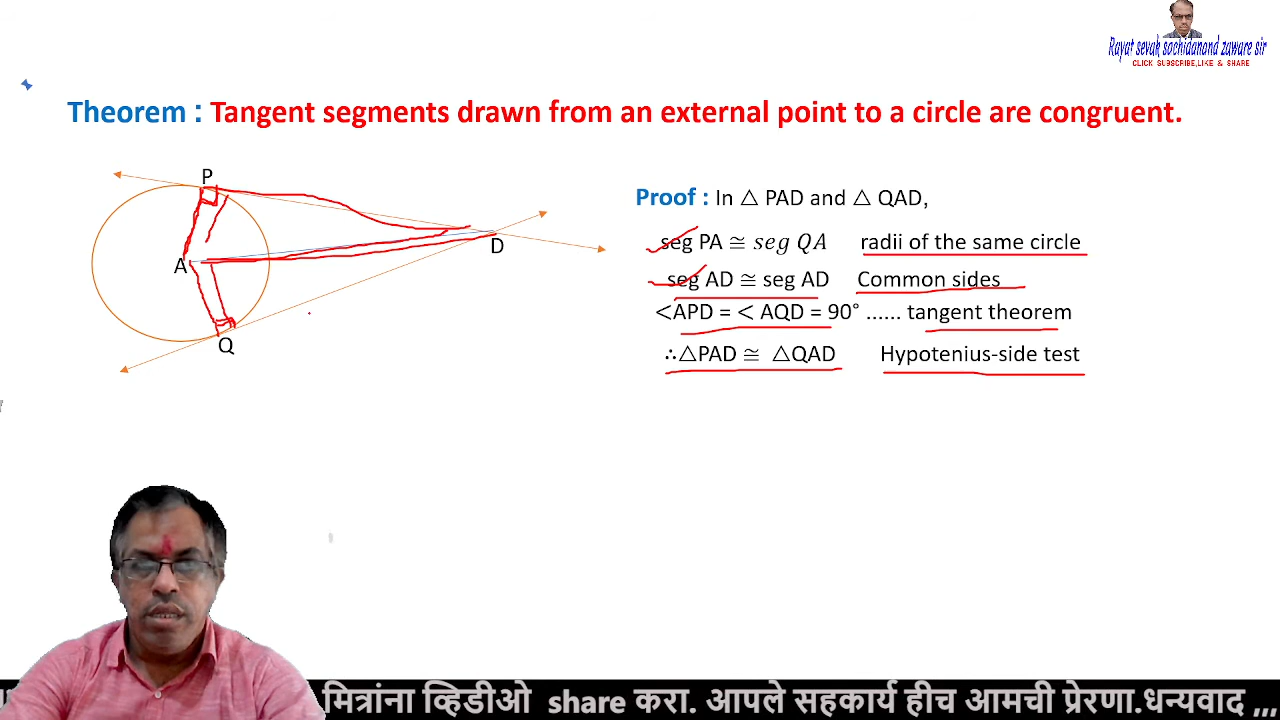 Rayat sevak sachidanand zaware sir
CLICK SUBSCRIBE,LIKE & SHARE
Theorem : Tangent segments drawn from an external point to a circle are congruent.
P
A
D
Q
Proof : In △ PAD and △ QAD,
seg PA ≅ seg QA radii of the same circle
seg AD ≅ seg AD Common sides
<APD = < AQD = 90° ...... tangent theorem
∴△PAD ≅ △QAD Hypotenius-side test
मित्रांना व्हिडीओ share करा. आपले सहकार्य हीच आमची प्रेरणा.धन्यवाद ,,,